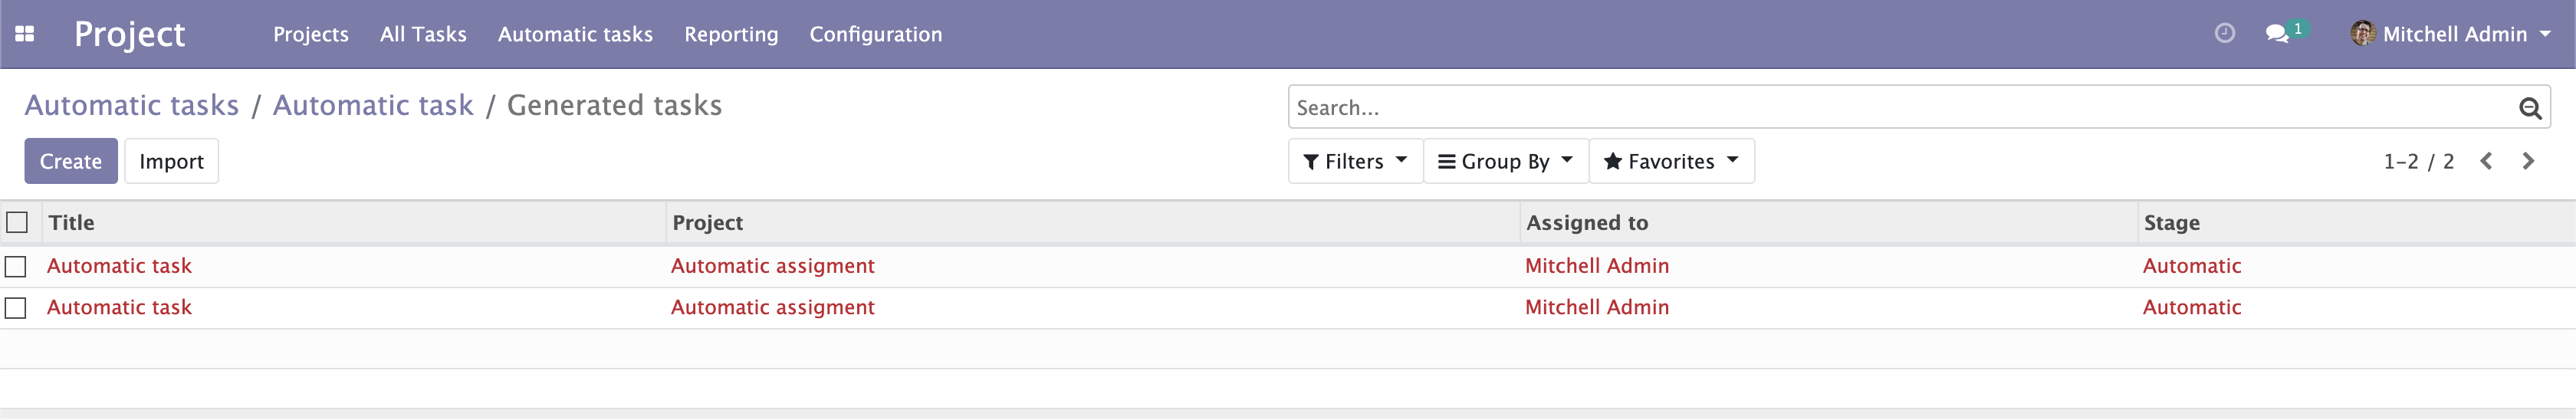 Project Projects All Tasks Automatic tasks Reporting Configuration 1 Mitchell Admin
Automatic tasks / Automatic task / Generated tasks Search...
Create Import Filters Group By Favorites 1-2 / 2
Title Project Assigned to Stage
Automatic task Automatic assigment Mitchell Admin Automatic
Automatic task Automatic assigment Mitchell Admin Automatic